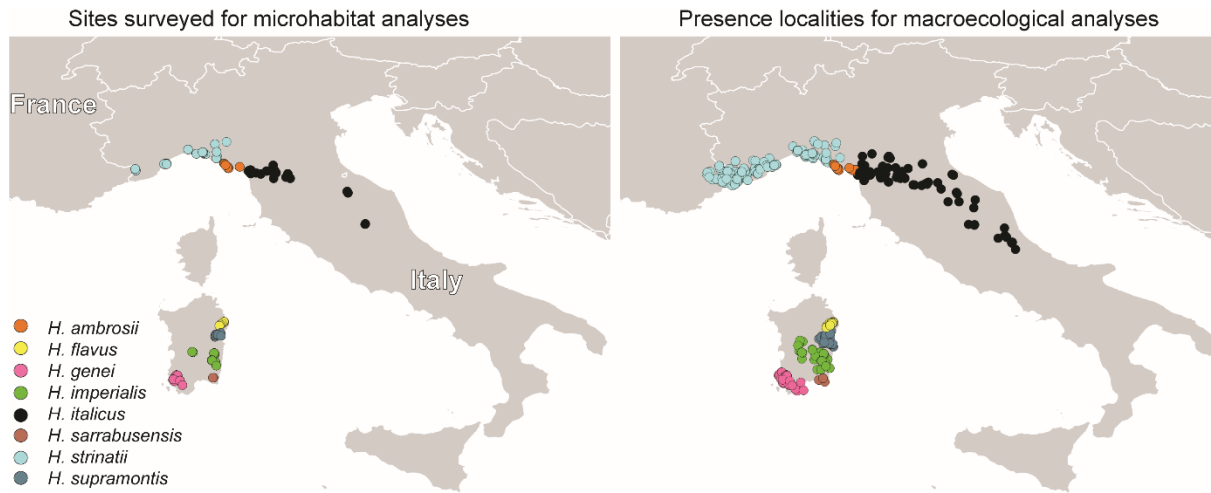 Sites surveyed for microhabitat analyses
Presence localities for macroecological analyses
France
Italy
H. ambrosii
H. flavus
H. genei
H. imperialis
H. italicus
H. sarrabusensis
H. strinatii
H. supramontis